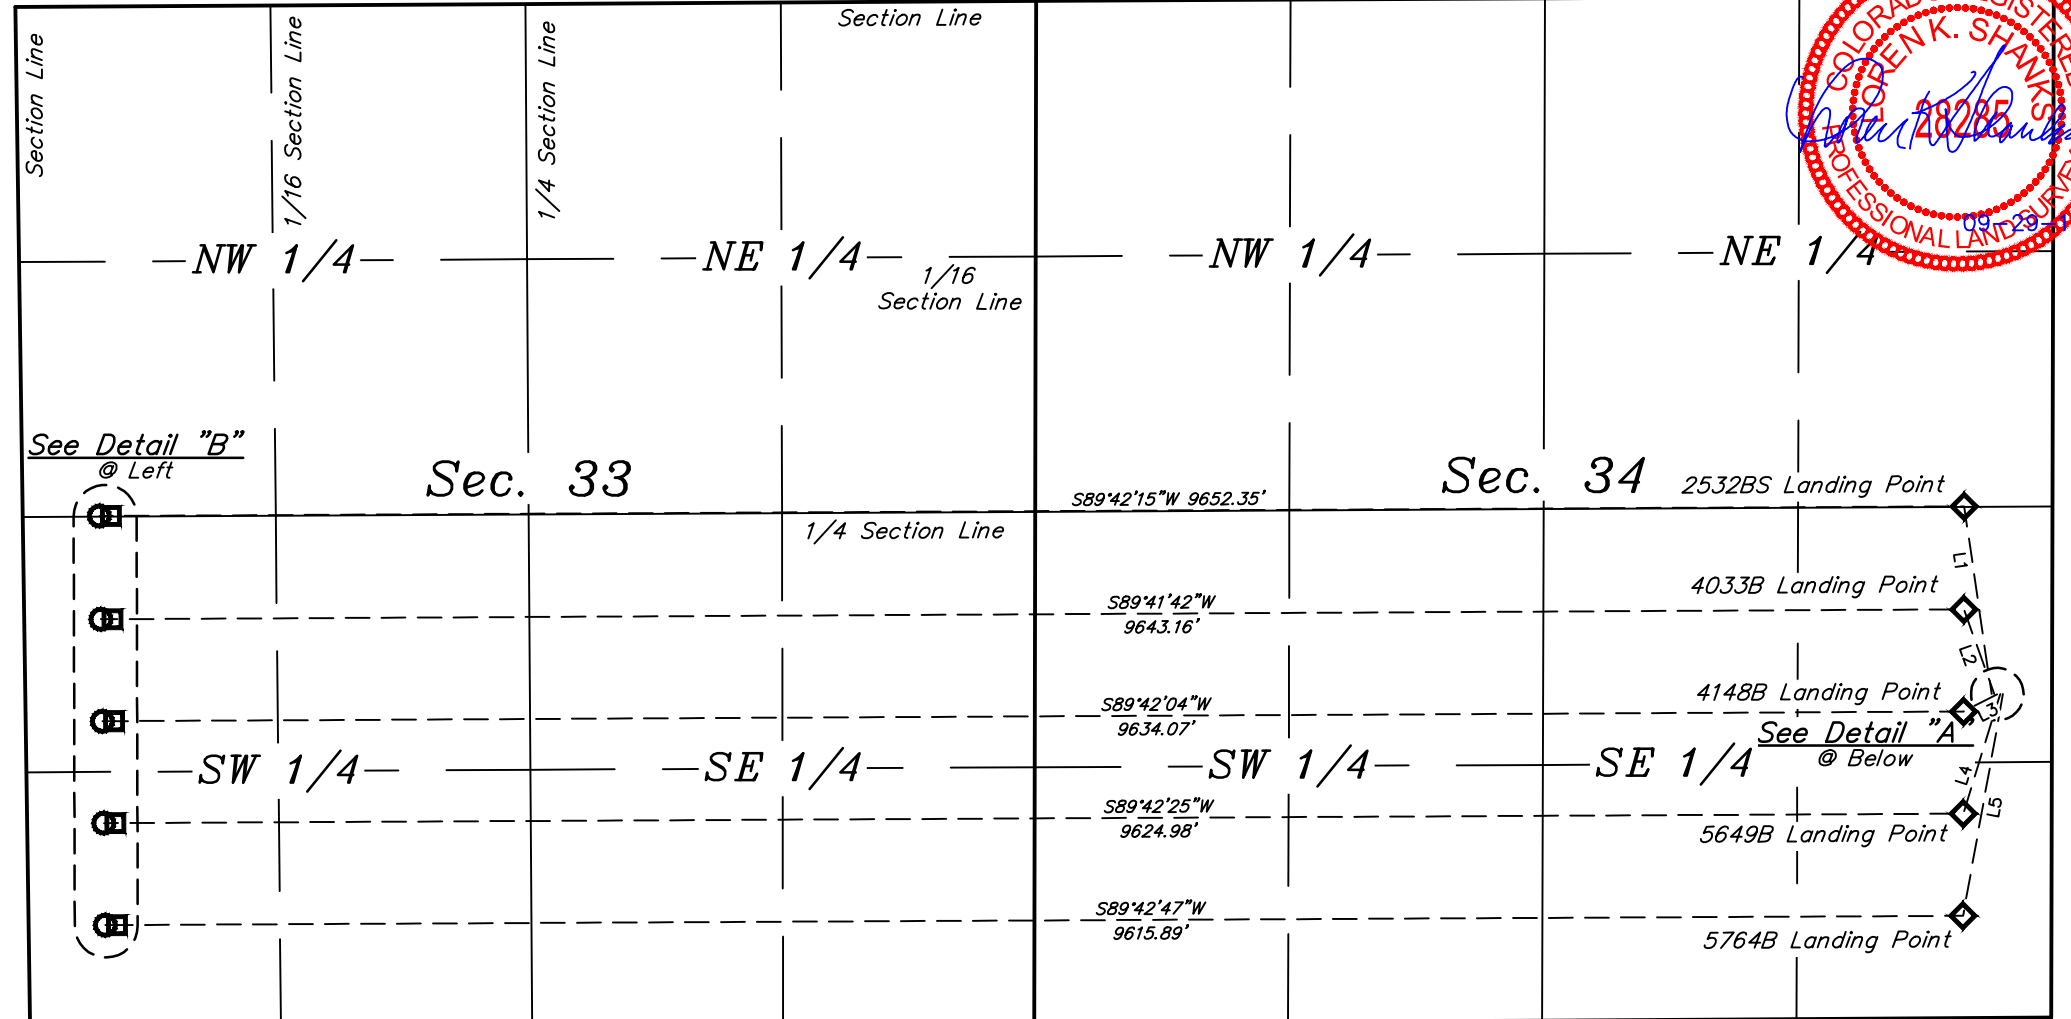 Section Line
Section Line
1/16 Section Line
1/4 Section Line
COLORADO REGISTERED
LOREN K. SHANKS
28285
PROFESSIONAL LAND
09-29-
NW 1/4
NE 1/4
NW 1/4
NE 1/4
1/16
Section Line
See Detail "B"
@ Left
Sec. 33
Sec. 34
S89°42'15"W 9652.35'
2532BS Landing Point
1/4 Section Line
L1
S89°41'42"W
9643.16'
4033B Landing Point
L2
S89°42'04"W
9634.07'
4148B Landing Point
L3
See Detail "A"
@ Below
SW 1/4
SE 1/4
SW 1/4
SE 1/4
L4
L5
S89°42'25"W
9624.98'
5649B Landing Point
S89°42'47"W
9615.89'
5764B Landing Point